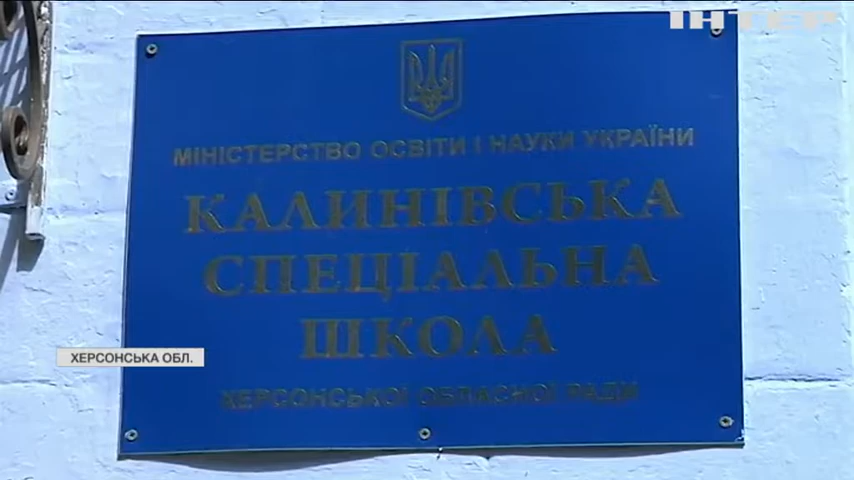 ІНТЕР
МІНІСТЕРСТВО ОСВІТИ І НАУКИ УКРАЇНИ
КАЛИНІВСЬКА
СПЕЦІАЛЬНА
ШКОЛА
ХЕРСОНСЬКОЇ ОБЛАСНОЇ РАДИ
ХЕРСОНСЬКА ОБЛ.